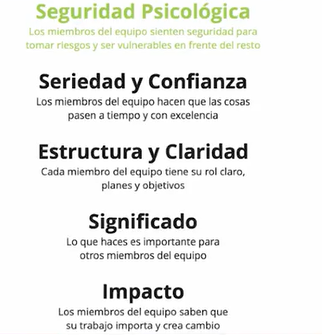 Seguridad Psicológica
Los miembros del equipo sienten seguridad para
tomar riesgos y ser vulnerables en frente del resto
Seriedad y Confianza
Los miembros del equipo hacen que las cosas
pasen a tiempo y con excelencia
Estructura y Claridad
Cada miembro del equipo tiene su rol claro,
planes y objetivos
Significado
Lo que haces es importante para
otros miembros del equipo
Impacto
Los miembros del equipo saben que
su trabajo importa y crea cambio